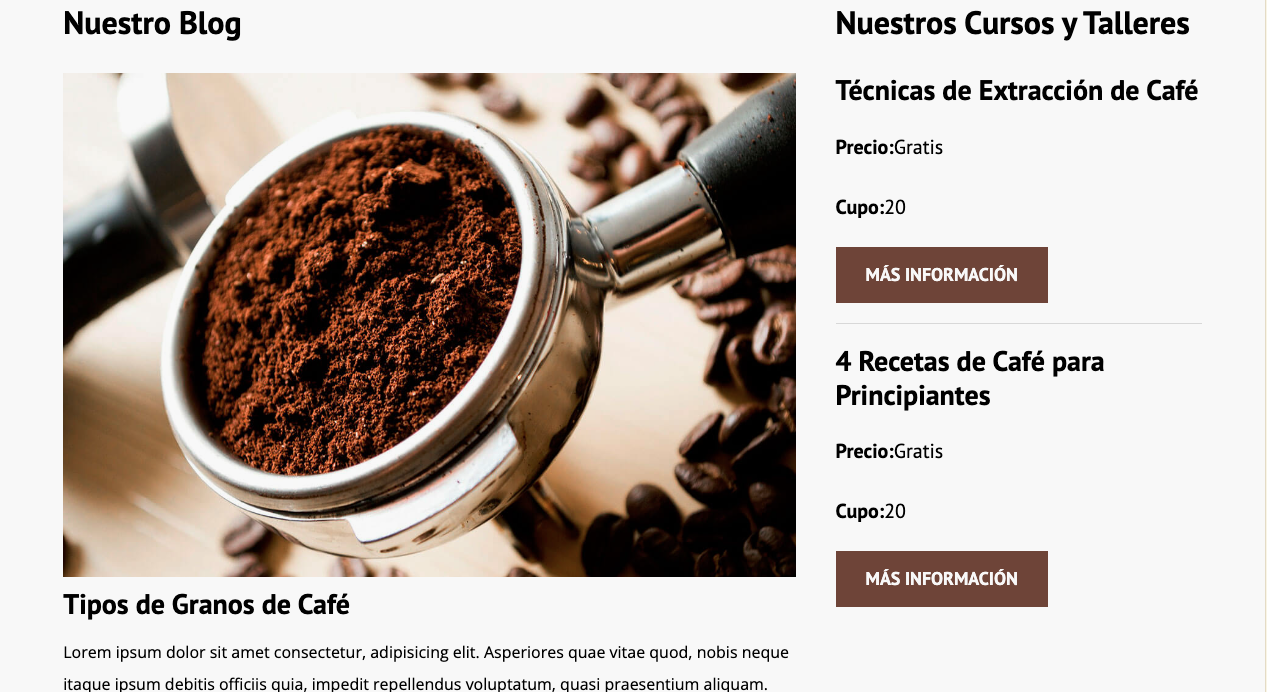 Nuestro Blog
Tipos de Granos de Café
Lorem ipsum dolor sit amet consectetur, adipisicing elit. Asperiores quae vitae quod, nobis neque
itaque ipsum debitis officiis quia, impedit repellendus voluptatum, quasi praesentium aliquam.
Nuestros Cursos y Talleres
Técnicas de Extracción de Café
Precio:Gratis
Cupo:20
MÁS INFORMACIÓN
4 Recetas de Café para
Principiantes
Precio:Gratis
Cupo:20
MÁS INFORMACIÓN